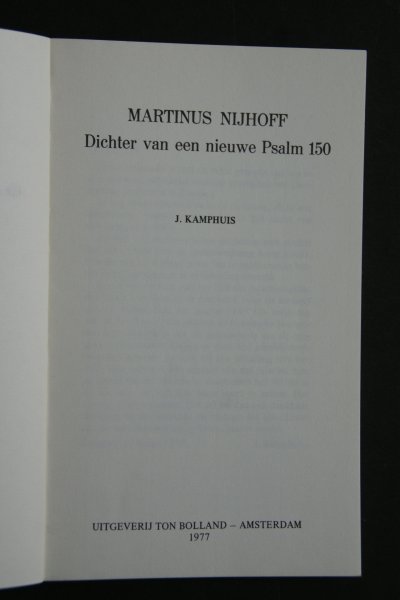 MARTINUS NIJHOFF
Dichter van een nieuwe Psalm 150
J. KAMPHUIS
UITGEVERIJ TON BOLLAND – AMSTERDAM
1977